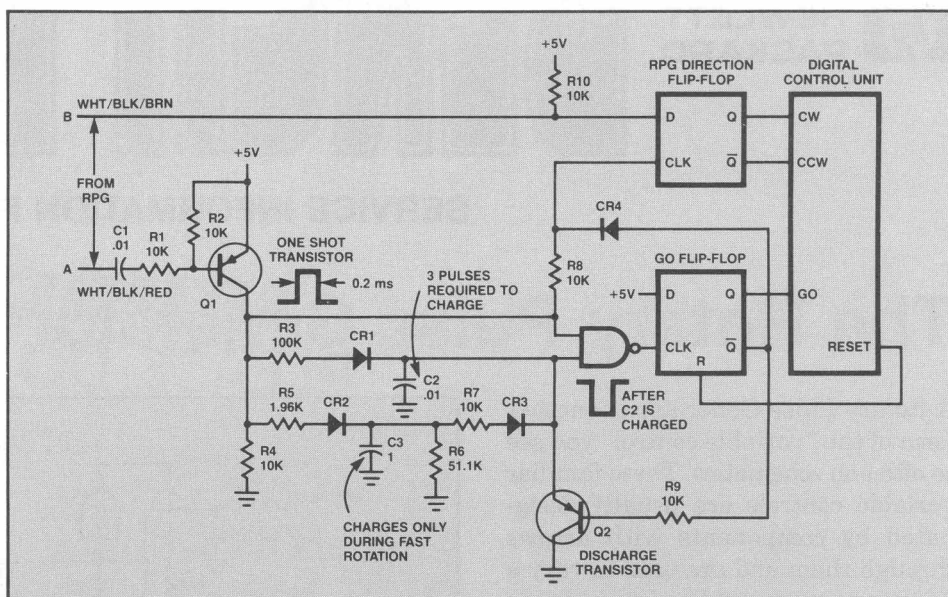 +5V
RPG DIRECTION
FLIP-FLOP
DIGITAL
CONTROL UNIT
R10
10K
B
WHT/BLK/BRN
D
Q
CW
+5V
CLK
Q̅
CCW
FROM
RPG
R2
10K
C1
.01
R1
10K
ONE SHOT
TRANSISTOR
CR4
A
WHT/BLK/RED
Q1
0.2 ms
3 PULSES
REQUIRED TO
CHARGE
R8
10K
GO FLIP-FLOP
+5V
D
Q
GO
R3
100K
CR1
CLK
Q̅
R
RESET
C2
.01
R5
1.96K
CR2
R7
10K
CR3
AFTER
C2 IS
CHARGED
C3
1
R4
10K
R6
51.1K
R9
10K
Q2
CHARGES ONLY
DURING FAST
ROTATION
DISCHARGE
TRANSISTOR